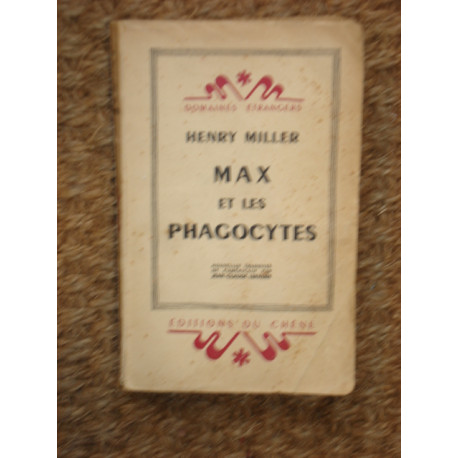 DOMAINES ÉTRANGERS
HENRY MILLER
MAX
ET LES
PHAGOCYTES
ÉDITIONS DU CHÊNE